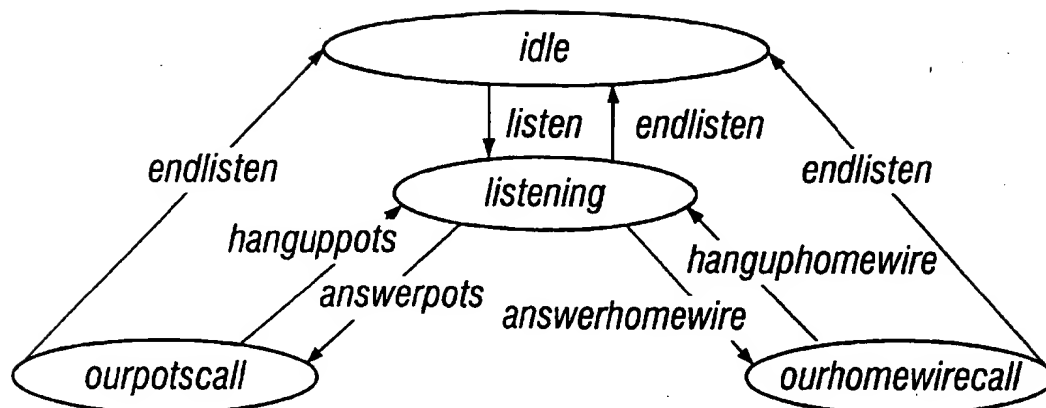 idle
listen
endlisten
endlisten
endlisten
listening
hanguppots
hanguphomewire
answerpots
answerhomewire
ourpotscall
ourhomewirecall